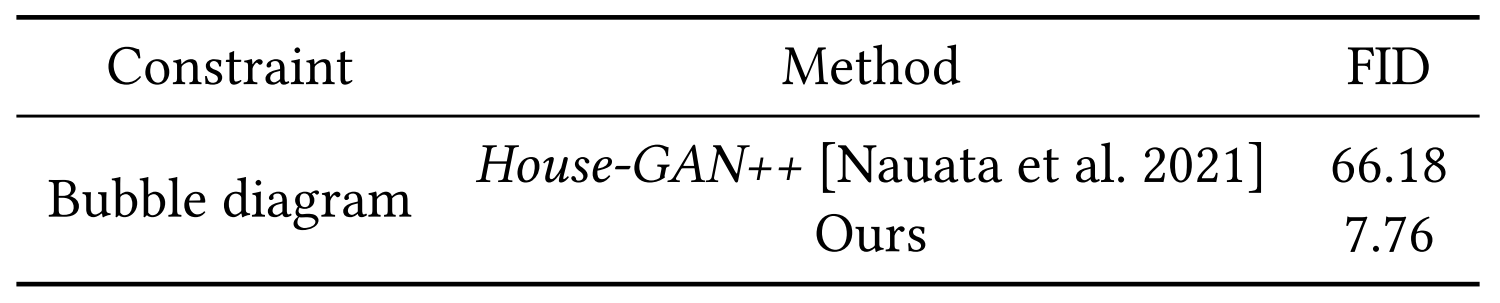 Constraint Method FID
House-GAN++ [Nauata et al. 2021] 66.18
Bubble diagram
Ours 7.76